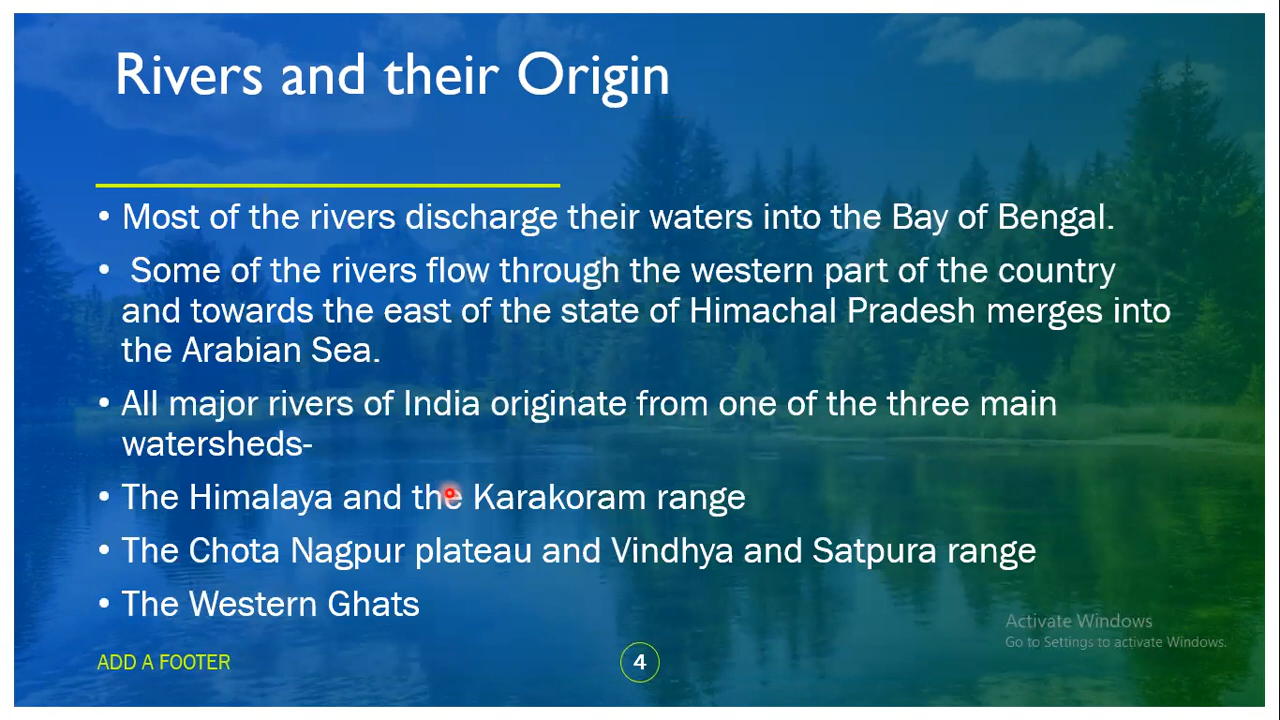 Rivers and their Origin
• Most of the rivers discharge their waters into the Bay of Bengal.
• Some of the rivers flow through the western part of the country
and towards the east of the state of Himachal Pradesh merges into
the Arabian Sea.
• All major rivers of India originate from one of the three main
watersheds-
• The Himalaya and the Karakoram range
• The Chota Nagpur plateau and Vindhya and Satpura range
• The Western Ghats
Activate Windows
Go to Settings to activate Windows.
ADD A FOOTER
4